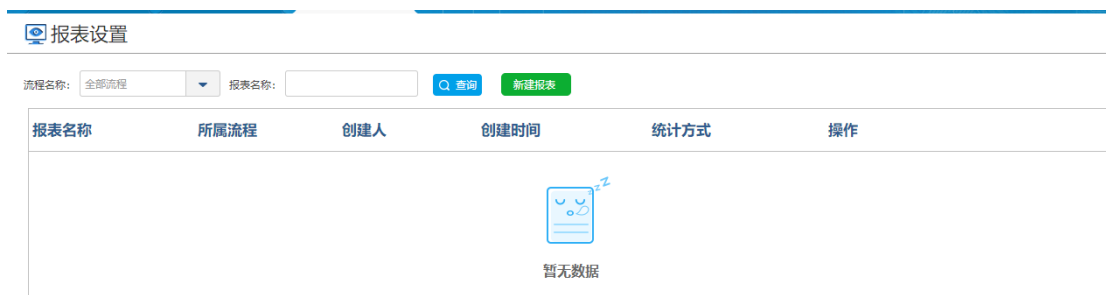 报表设置
流程名称: 全部流程 报表名称: 查询 新建报表
报表名称 所属流程 创建人 创建时间 统计方式 操作
zzZ
暂无数据